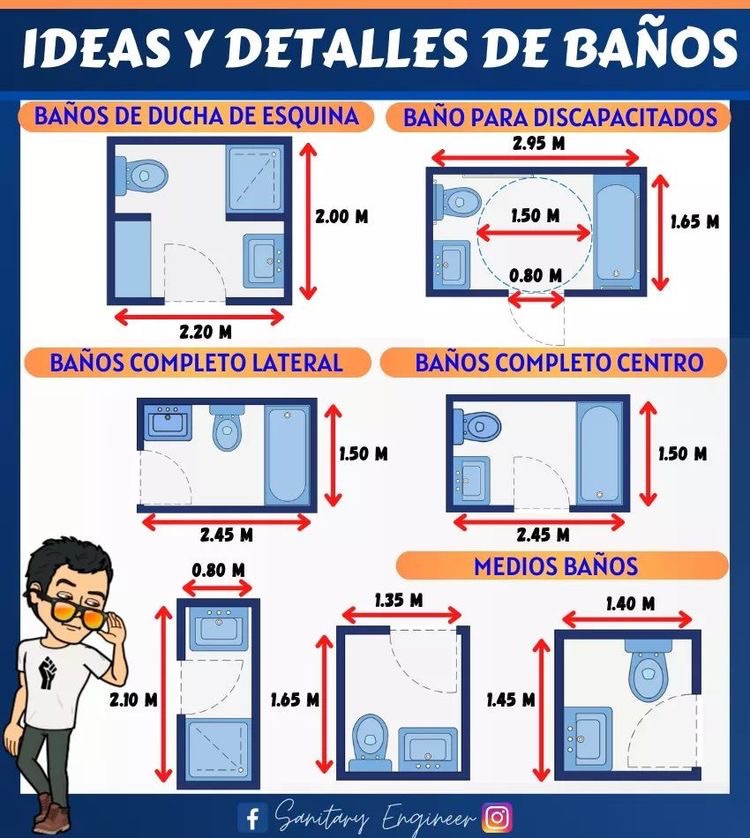 IDEAS Y DETALLES DE BAÑOS
BAÑOS DE DUCHA DE ESQUINA
BAÑO PARA DISCAPACITADOS
2.95 M
2.00 M
1.50 M
1.65 M
0.80 M
2.20 M
BAÑOS COMPLETO LATERAL
BAÑOS COMPLETO CENTRO
1.50 M
1.50 M
2.45 M
2.45 M
MEDIOS BAÑOS
0.80 M
1.35 M
1.40 M
2.10 M
1.65 M
1.45 M
Sanitary Engineer